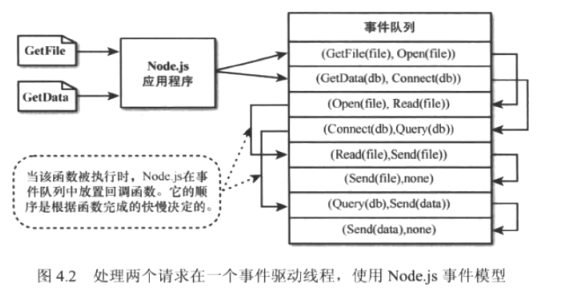 GetFile
GetData
Node.js
应用程序
事件队列
(GetFile(file), Open(file))
(GetData(db), Connect(db))
(Open(file), Read(file))
(Connect(db),Query(db))
(Read(file),Send(file))
(Send(file),none)
(Query(db),Send(data))
(Send(data),none)
当该函数被执行时，Node.js在事
件队列中放置回调函数。它的顺
序是根据函数完成的快慢决定的。
图 4.2 处理两个请求在一个事件驱动线程，使用 Node.js 事件模型